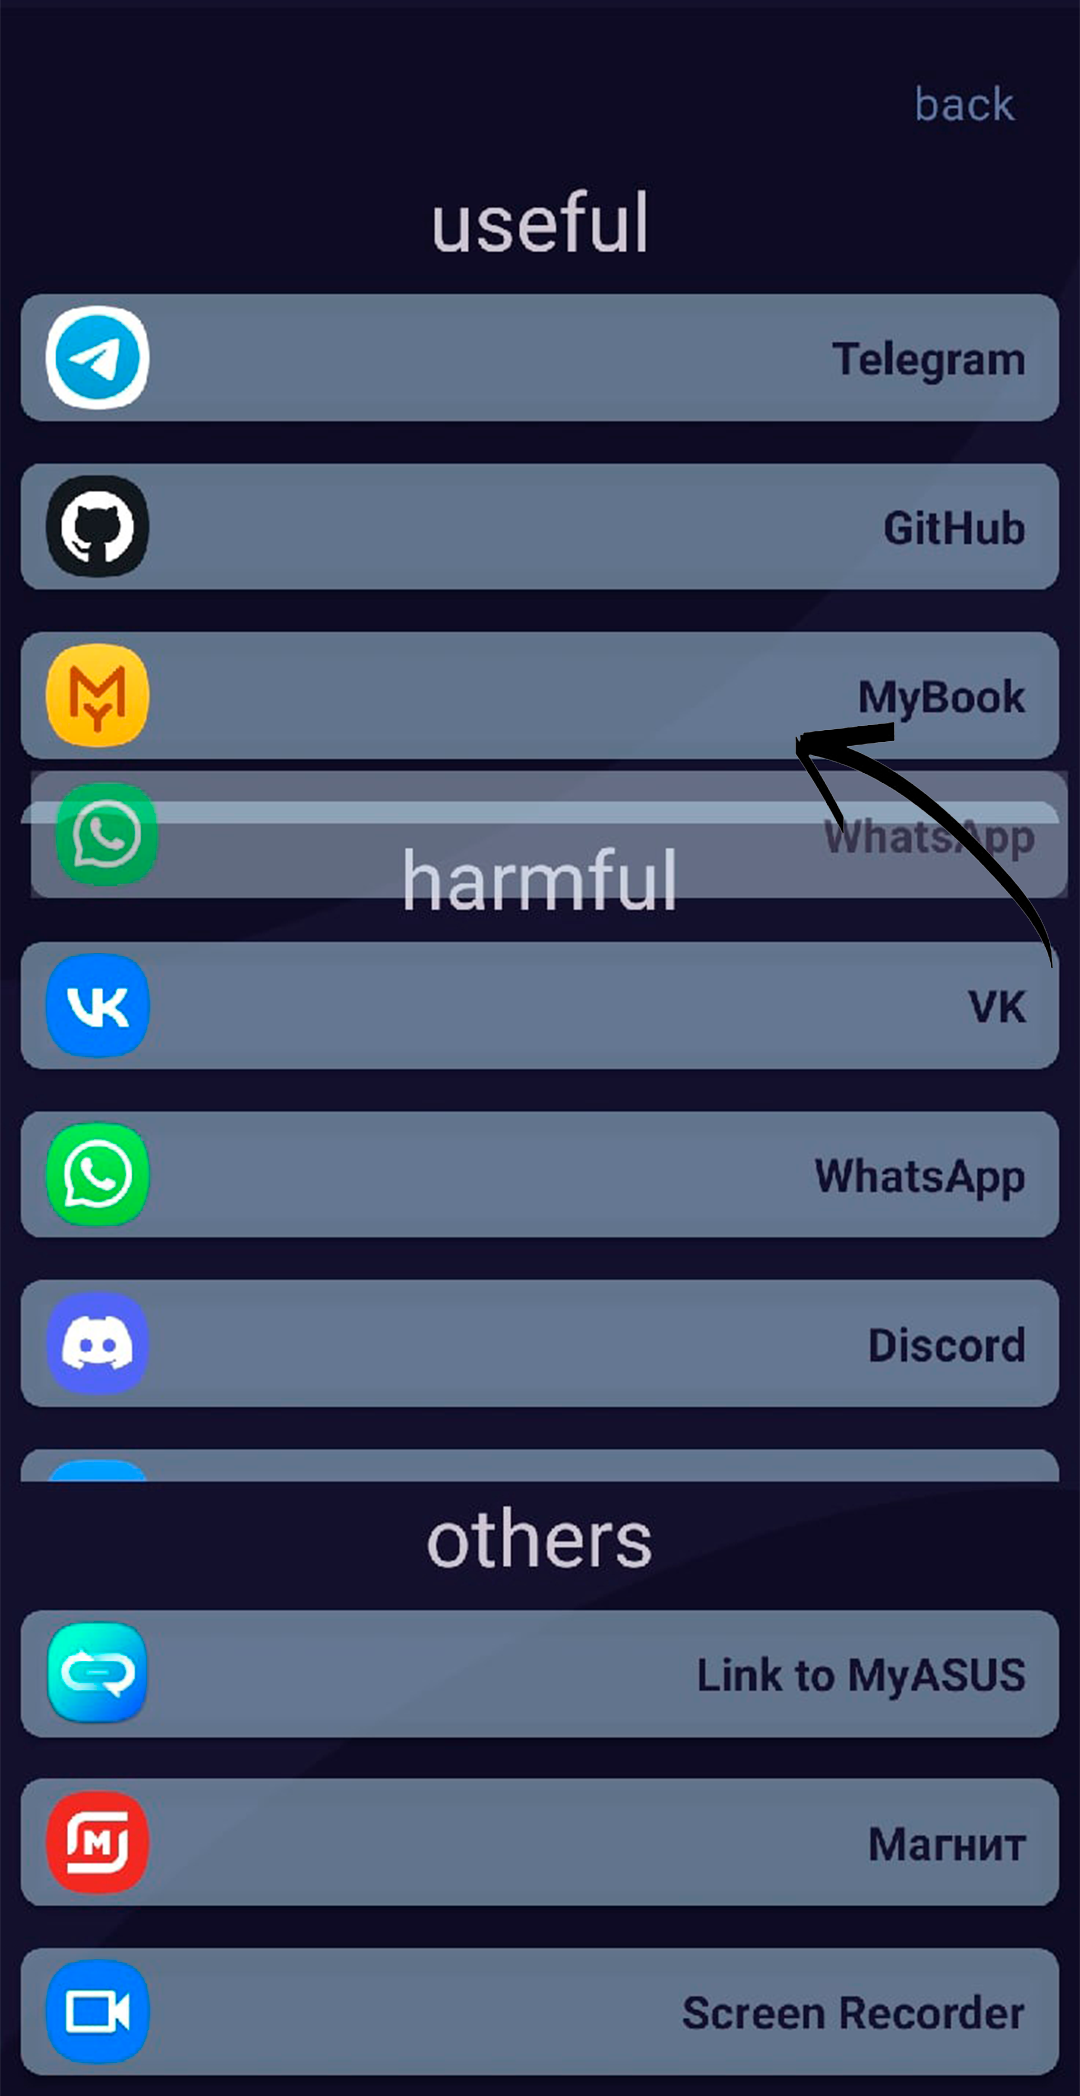 back
useful
Telegram
GitHub
MyBook
WhatsApp
harmful
VK
WhatsApp
Discord
others
Link to MyASUS
Магнит
Screen Recorder